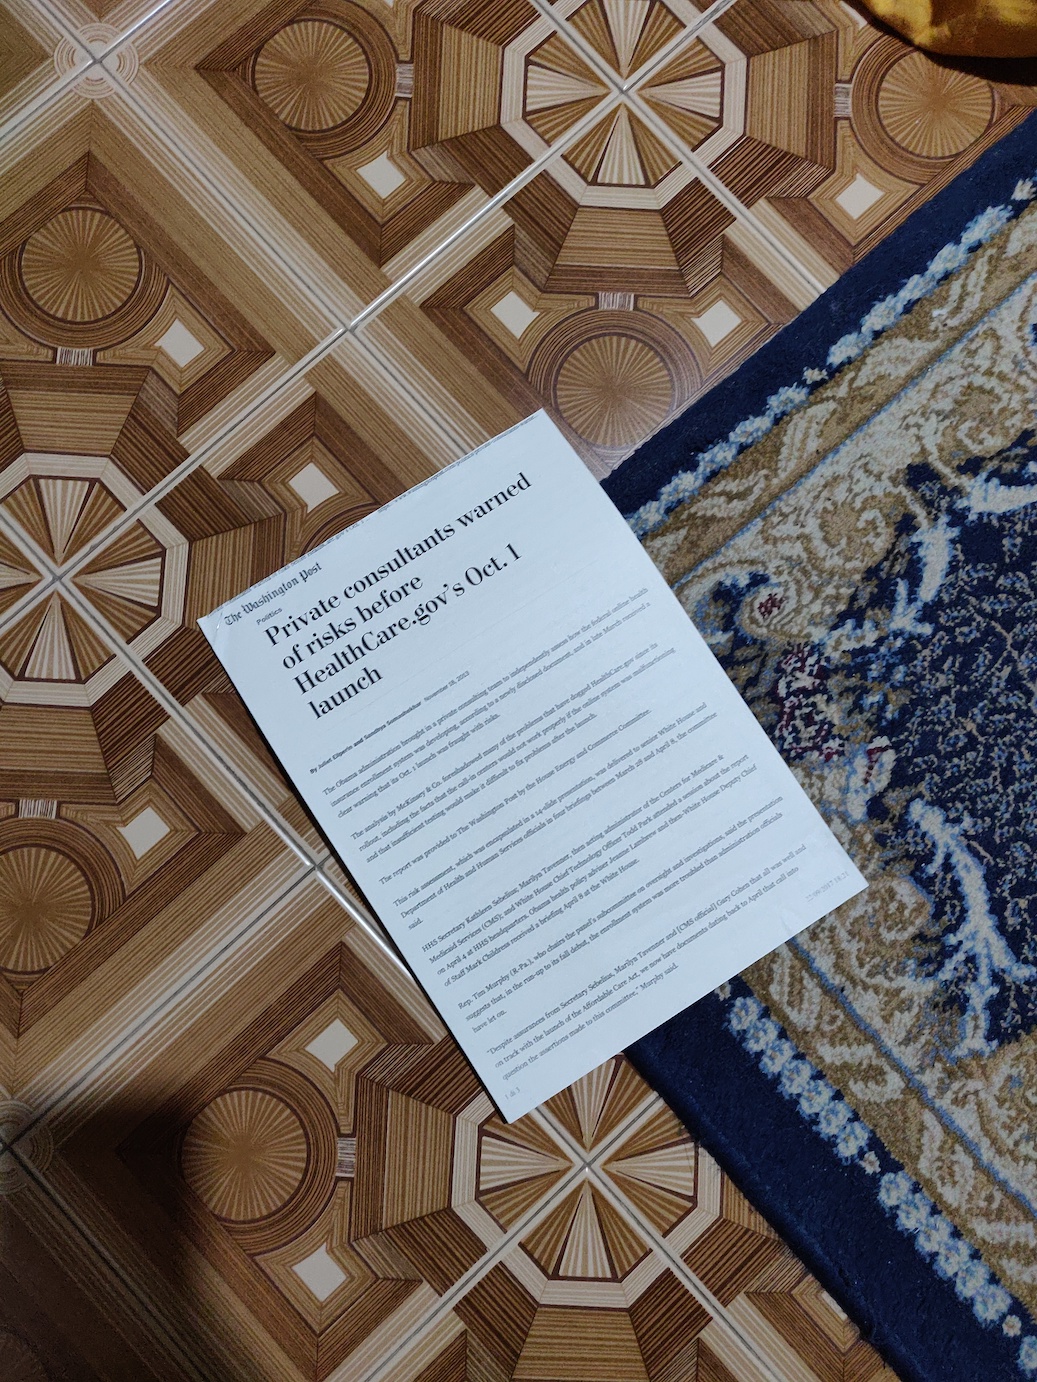 The Washington Post
Politics
Private consultants warned
of risks before
HealthCare.gov's Oct. 1
launch
By Juliet Eilperin and Sandhya Somashekhar November 18, 2013
The Obama administration brought in a private consulting team to independently assess how the federal online health
insurance enrollment system was developing, according to a newly disclosed document, and in late March received a
clear warning that its Oct. 1 launch was fraught with risks.
The analysis by McKinsey & Co. foreshadowed many of the problems that have dogged HealthCare.gov since its
rollout, including the facts that the call-in centers would not work properly if the online system was malfunctioning
and that insufficient testing would make it difficult to fix problems after the launch.
The report was provided to The Washington Post by the House Energy and Commerce Committee.
This risk assessment, which was encapsulated in a 14-slide presentation, was delivered to senior White House and
Department of Health and Human Services officials in four briefings between March 28 and April 8, the committee
said.
HHS Secretary Kathleen Sebelius; Marilyn Tavenner, then acting administrator of the Centers for Medicare &
Medicaid Services (CMS); and White House Chief Technology Officer Todd Park attended a session about the report
on April 4 at HHS headquarters. Obama health policy adviser Jeanne Lambrew and then-White House Deputy Chief
of Staff Mark Childress received a briefing April 8 at the White House.
Rep. Tim Murphy (R-Pa.), who chairs the panel's subcommittee on oversight and investigations, said the presentation
suggests that, in the run-up to its fall debut, the enrollment system was more troubled than administration officials
have let on.
"Despite assurances from Secretary Sebelius, Marilyn Tavenner and [CMS official] Gary Cohen that all was well and
on track with the launch of the Affordable Care Act, we now have documents dating back to April that call into
question the assertions made to this committee," Murphy said.